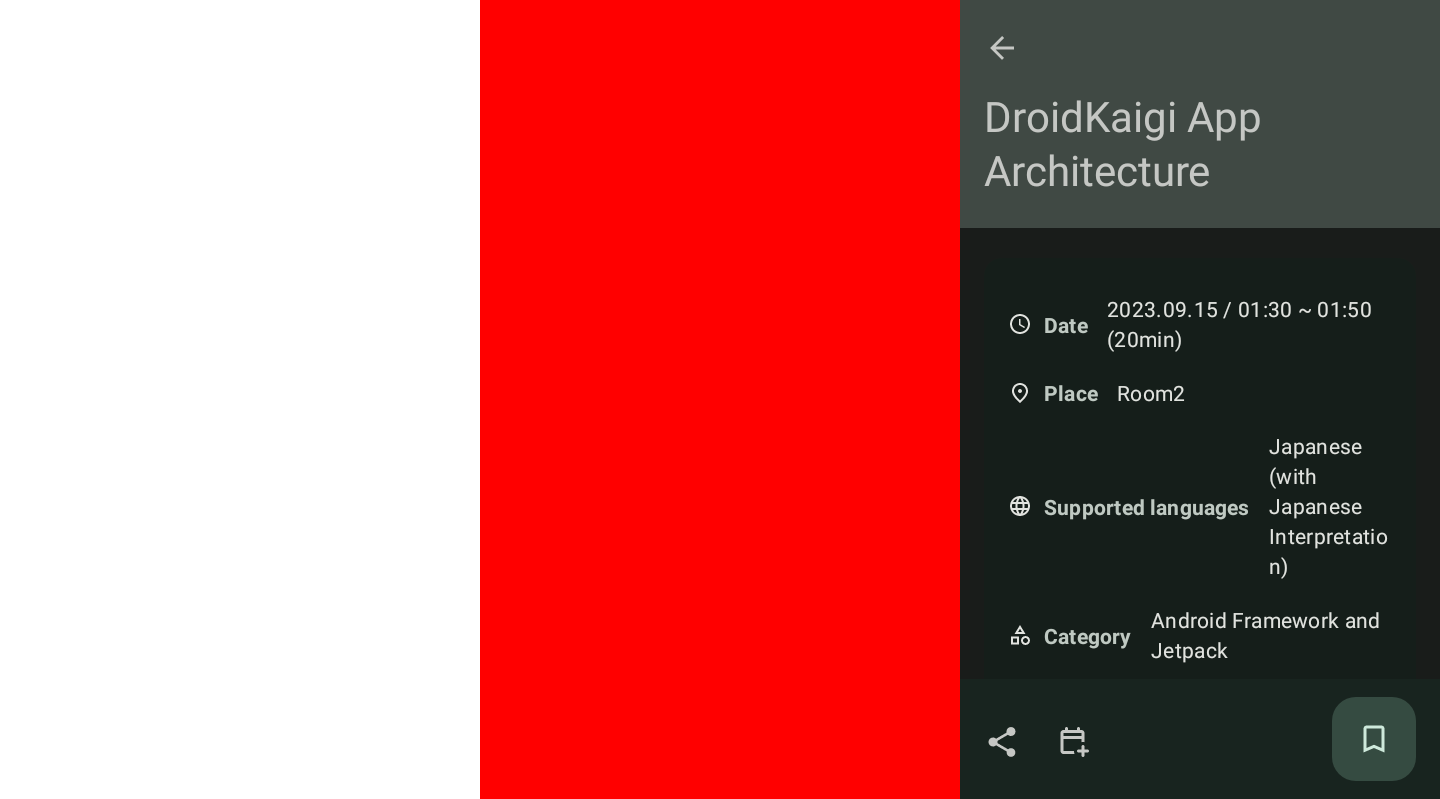 DroidKaigi App
Architecture
Date
2023.09.15 / 01:30 ~ 01:50
(20min)
Place
Room2
Supported languages
Japanese
(with
Japanese
Interpretatio
n)
Category
Android Framework and
Jetpack